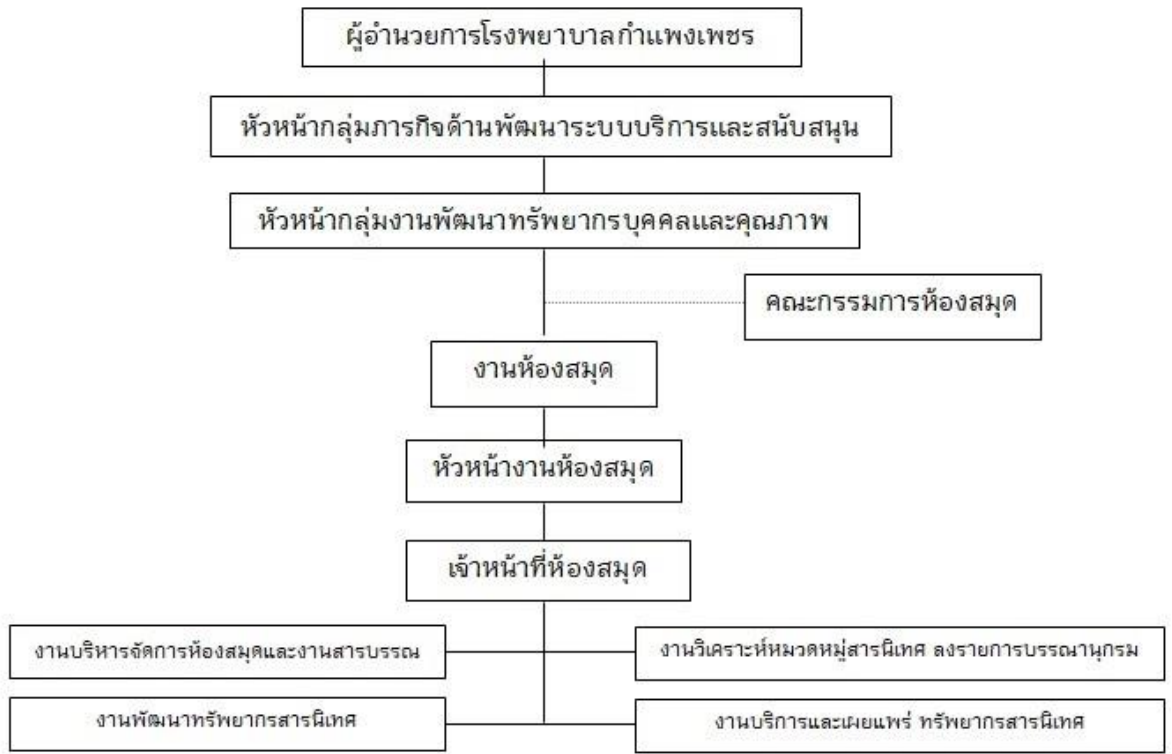 ผู้อำนวยการโรงพยาบาลกำแพงเพชร
หัวหน้ากลุ่มภารกิจด้านพัฒนาระบบบริการและสนับสนุน
หัวหน้ากลุ่มงานพัฒนาทรัพยากรบุคคลและคุณภาพ
คณะกรรมการห้องสมุด
งานห้องสมุด
หัวหน้างานห้องสมุด
เจ้าหน้าที่ห้องสมุด
งานบริหารจัดการห้องสมุดและงานสารบรรณ
งานวิเคราะห์หมวดหมู่สารนิเทศ ลงรายการบรรณานุกรม
งานพัฒนาทรัพยากรสารนิเทศ
งานบริการและเผยแพร่ ทรัพยากรสารนิเทศ